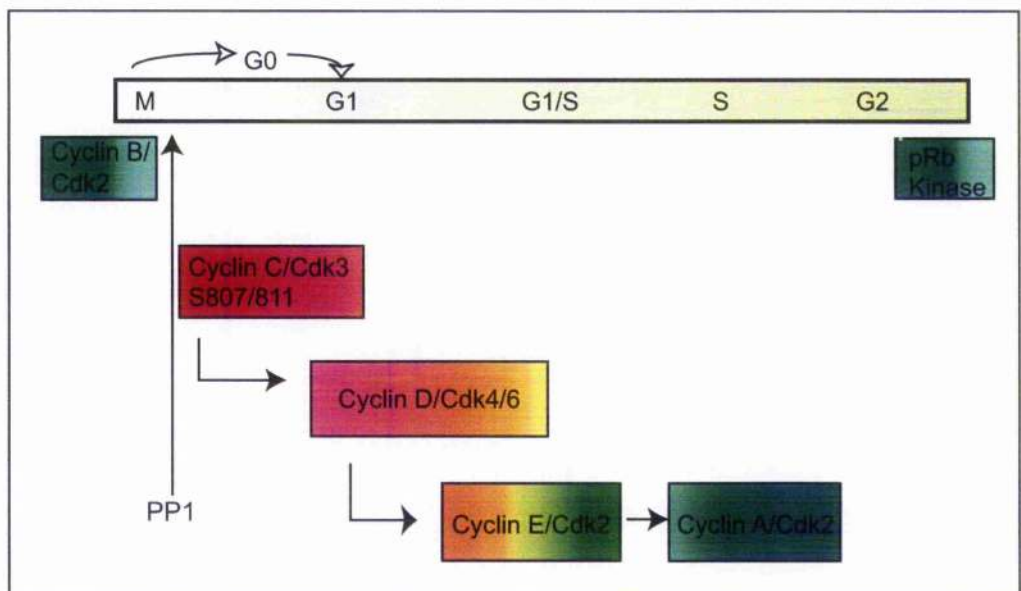 G0
M G1 G1/S S G2
Cyclin B/
Cdk2
pRb
Kinase
Cyclin C/Cdk3
S807/811
Cyclin D/Cdk4/6
PP1
Cyclin E/Cdk2
Cyclin A/Cdk2